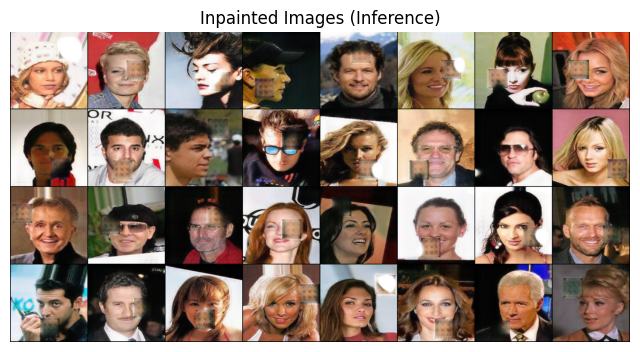 Inpainted Images (Inference)
OR